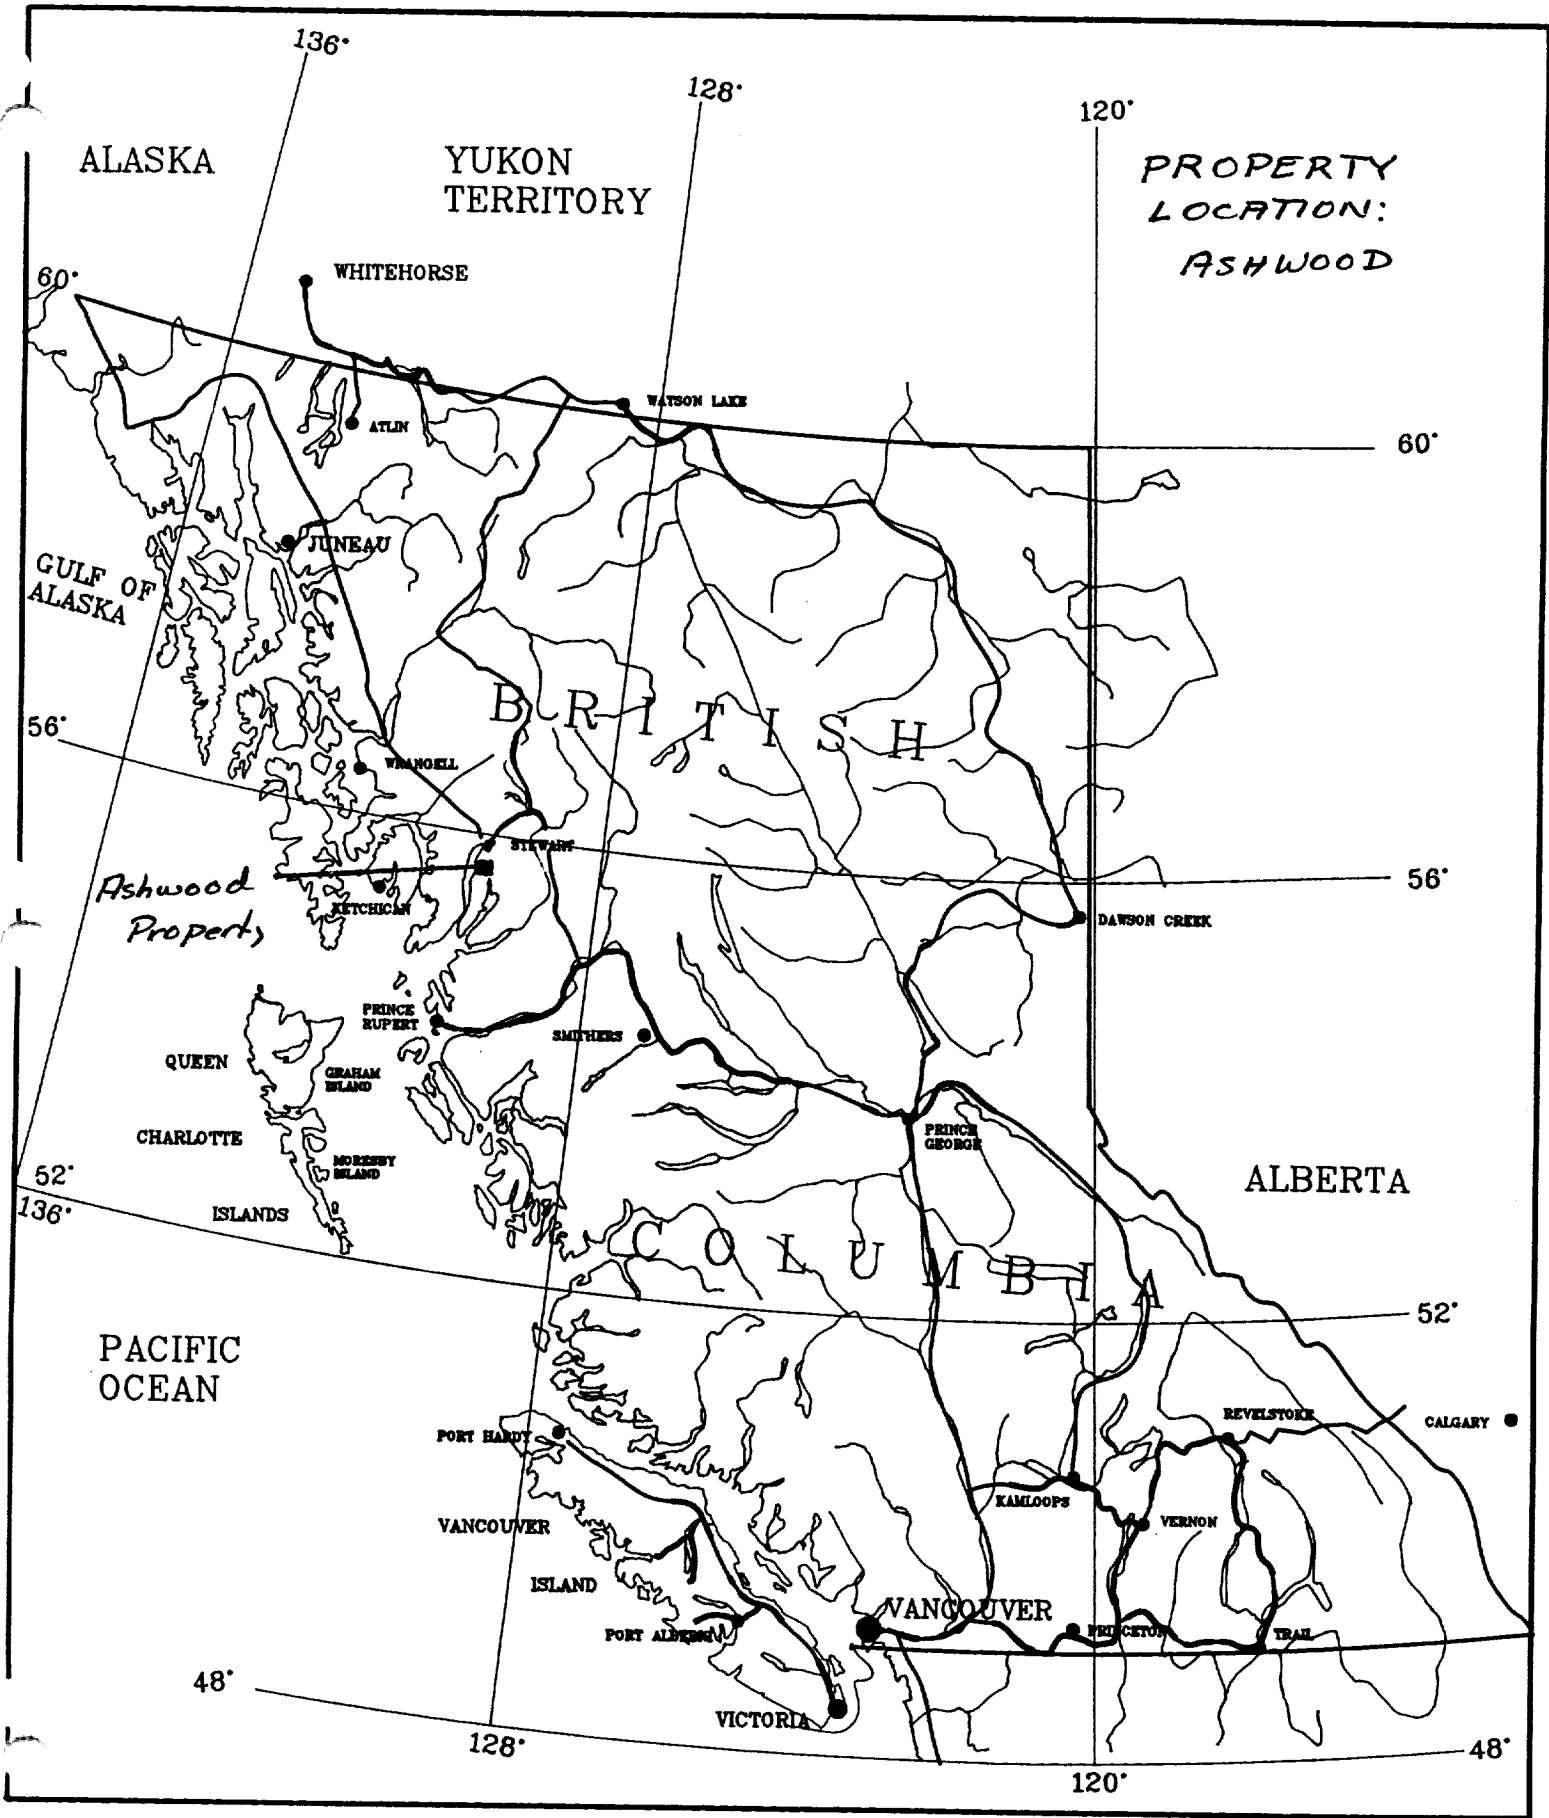 136°
128°
120°
ALASKA
YUKON
TERRITORY
PROPERTY
LOCATION:
ASHWOOD
60°
WHITEHORSE
WATSON LAKE
ATLIN
60°
JUNEAU
GULF OF
ALASKA
BRITISH
56°
WRANGELL
STEWART
Ashwood
Property
KETCHICAN
56°
DAWSON CREEK
PRINCE
RUPERT
SMITHERS
QUEEN
GRAHAM
ISLAND
CHARLOTTE
MORESBY
ISLAND
ISLANDS
PRINCE
GEORGE
ALBERTA
52°
136°
COLUMBIA
52°
PACIFIC
OCEAN
PORT HARDY
REVELSTOKE
CALGARY
KAMLOOPS
VERNON
VANCOUVER
ISLAND
VANCOUVER
PORT ALBERNI
PRINCETON
TRAIL
48°
VICTORIA
128°
120°
48°